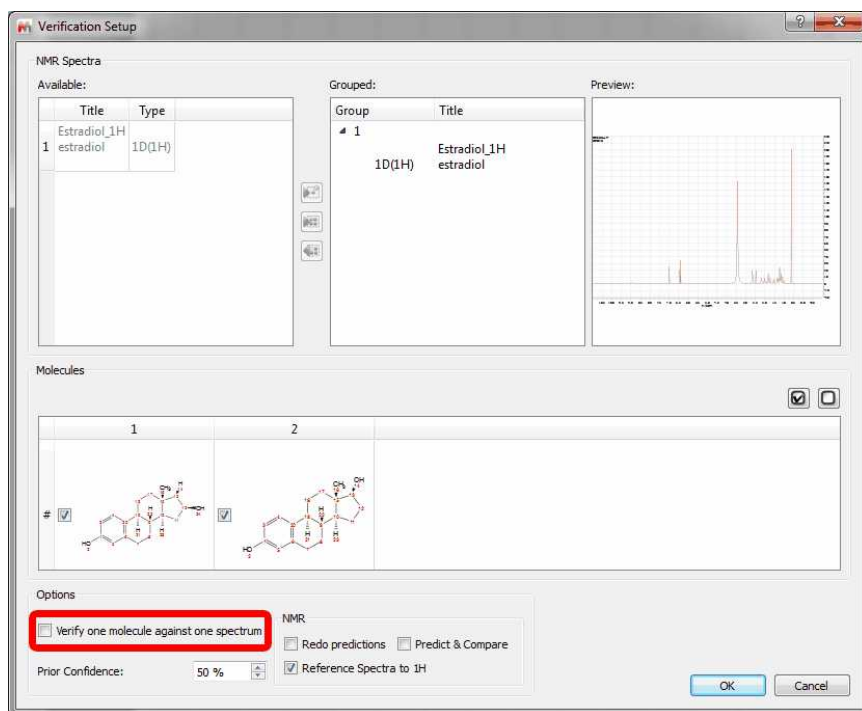 Verification Setup
NMR Spectra
Available:
Title Type
1 Estradiol_1H
estradiol 1D(1H)
Grouped:
Group Title
1
Estradiol_1H
1D(1H) estradiol
Preview:
Molecules
1 2
#
CH₃
H
OH
H
H
H
HO
CH₃
OH
H
H
H
HO
Options
Verify one molecule against one spectrum
Prior Confidence: 50 %
NMR
Redo predictions Predict & Compare
Reference Spectra to 1H
OK Cancel